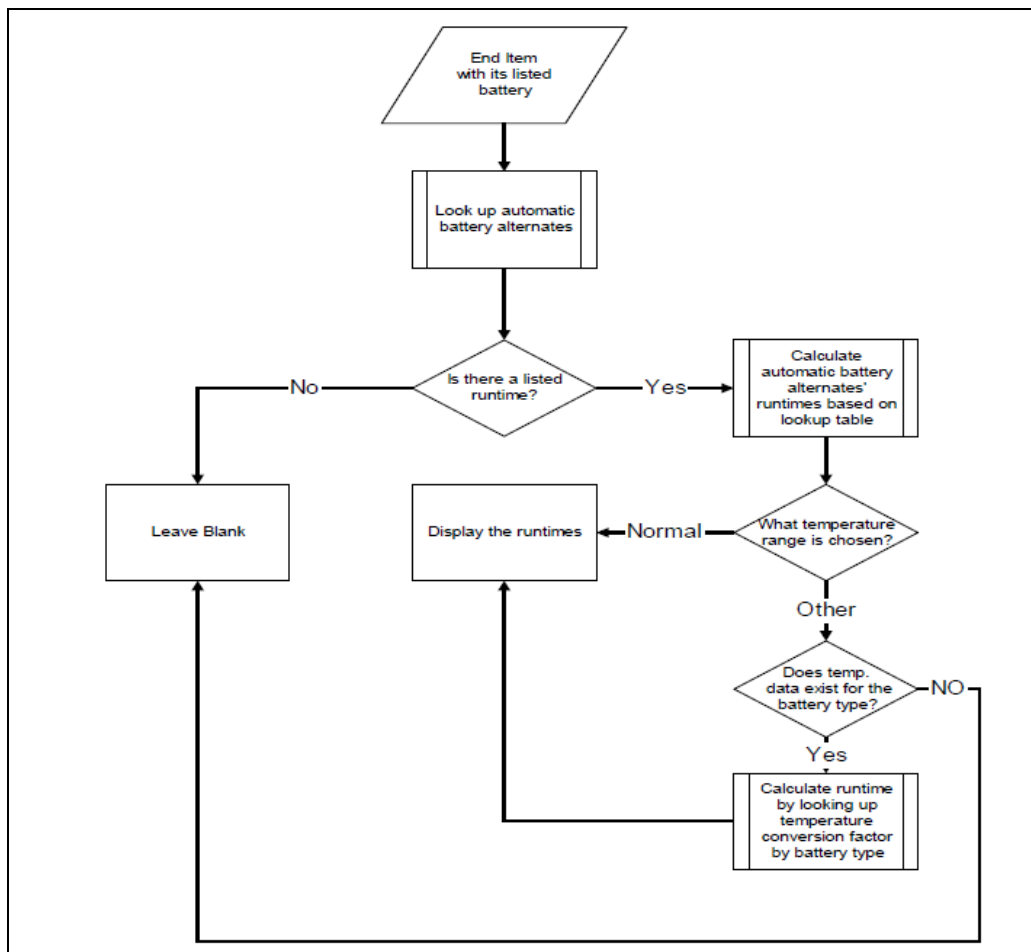 End Item
with its listed
battery
Look up automatic
battery alternates
Is there a listed
runtime?
No
Yes
Calculate
automatic battery
alternates'
runtimes based on
lookup table
Leave Blank
Display the runtimes
Normal
What temperature
range is chosen?
Other
Does temp.
data exist for the
battery type?
NO
Yes
Calculate runtime
by looking up
temperature
conversion factor
by battery type